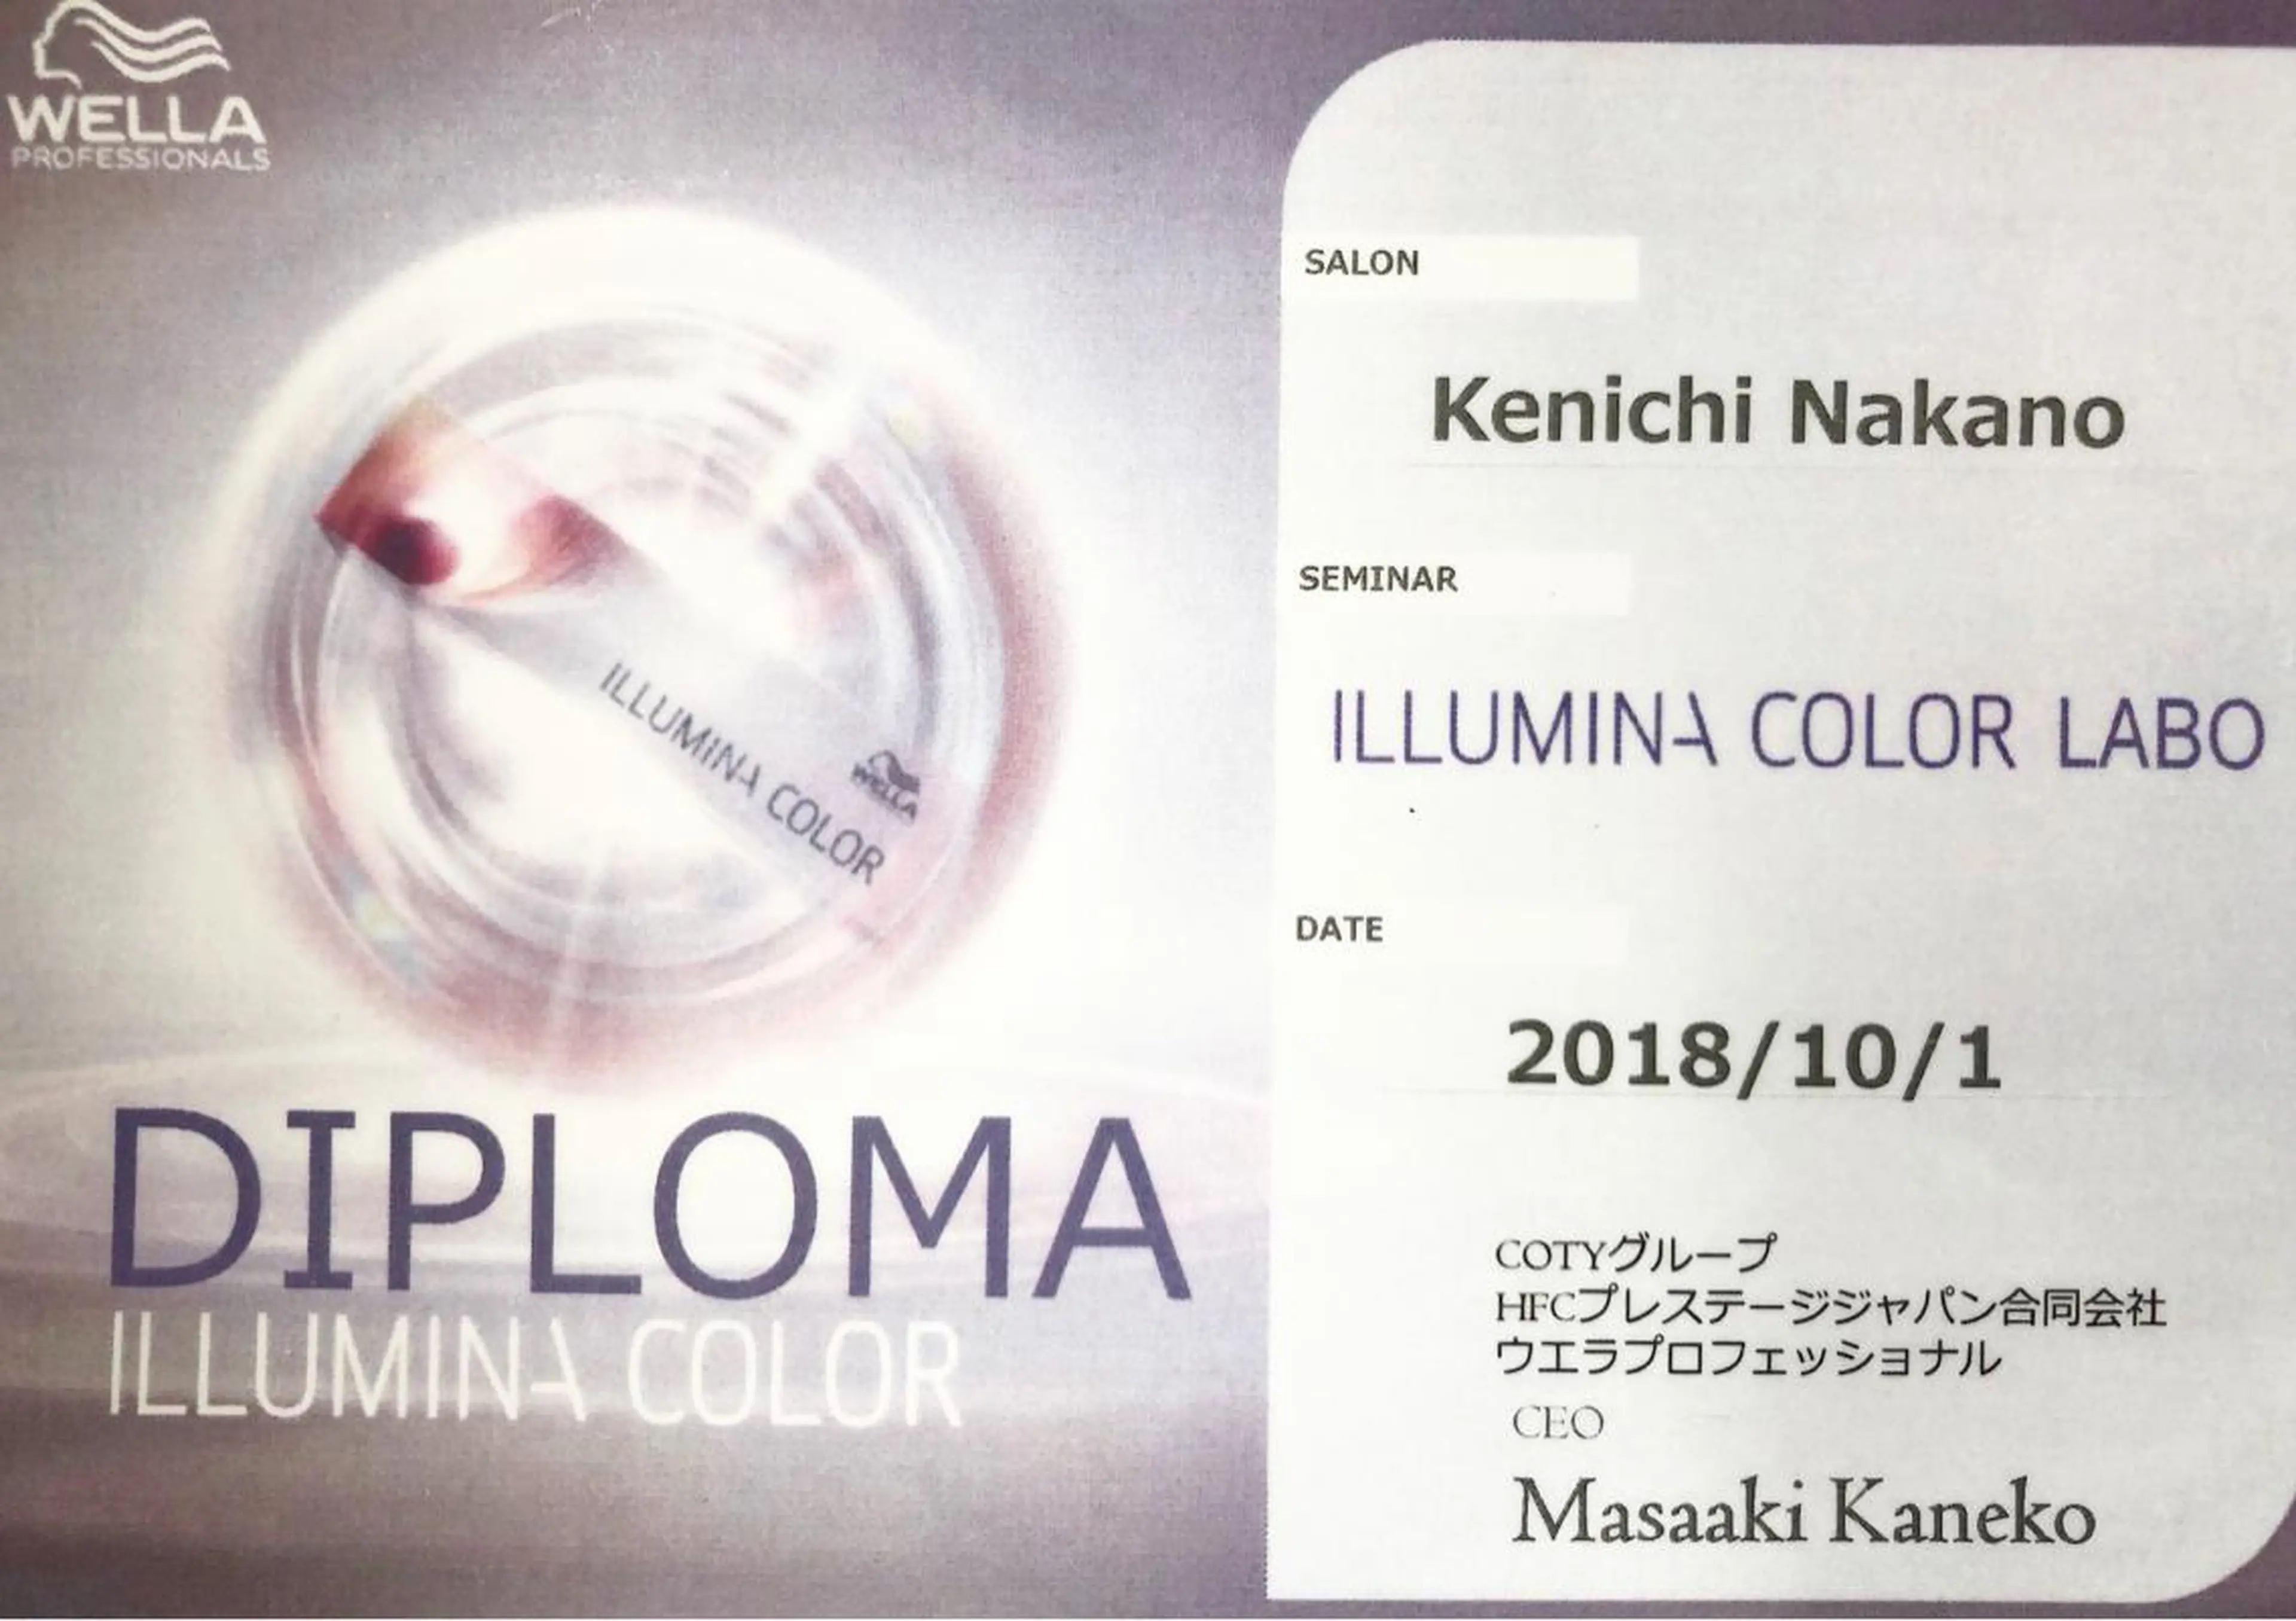 WELLA
PROFESSIONALS
ILLUMINA COLOR
WELLA
DIPLOMA
ILLUMINA COLOR
SALON
Kenichi Nakano
SEMINAR
ILLUMINA COLOR LABO
DATE
2018/10/1
COTYグループ
HFCプレステージジャパン合同会社
ウエラプロフェッショナル
CEO
Masaaki Kaneko